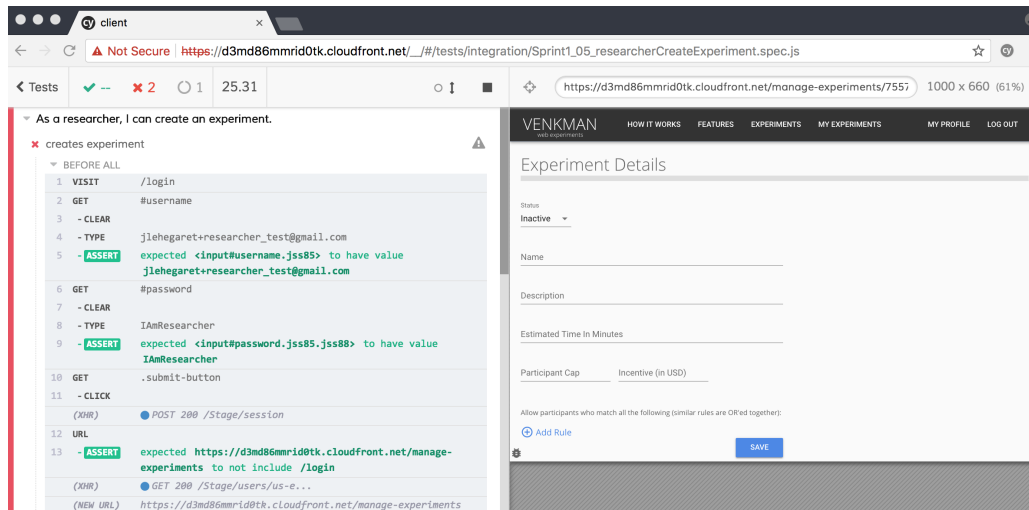 client ×
Not Secure https://d3md86mmrid0tk.cloudfront.net/__/#/tests/integration/Sprint1_05_researcherCreateExperiment.spec.js
Tests -- 2 1 25.31
https://d3md86mmrid0tk.cloudfront.net/manage-experiments/7557 1000 x 660 (61%)
As a researcher, I can create an experiment.
creates experiment
BEFORE ALL
1 VISIT /login
2 GET #username
3 - CLEAR
4 - TYPE jlehegaret+researcher_test@gmail.com
5 - ASSERT expected <input#username.jss85> to have value
jlehegaret+researcher_test@gmail.com
6 GET #password
7 - CLEAR
8 - TYPE IAmResearcher
9 - ASSERT expected <input#password.jss85.jss88> to have value
IAmResearcher
10 GET .submit-button
11 - CLICK
(XHR) POST 200 /Stage/session
12 URL
13 - ASSERT expected https://d3md86mmrid0tk.cloudfront.net/manage-
experiments to not include /login
(XHR) GET 200 /Stage/users/us-e...
(NEW URL) https://d3md86mmrid0tk.cloudfront.net/manage-experiments
VENKMAN HOW IT WORKS FEATURES EXPERIMENTS MY EXPERIMENTS MY PROFILE LOG OUT
web experiments
Experiment Details
Status
Inactive
Name
Description
Estimated Time In Minutes
Participant Cap Incentive (in USD)
Allow participants who match all the following (similar rules are OR'ed together):
Add Rule
SAVE